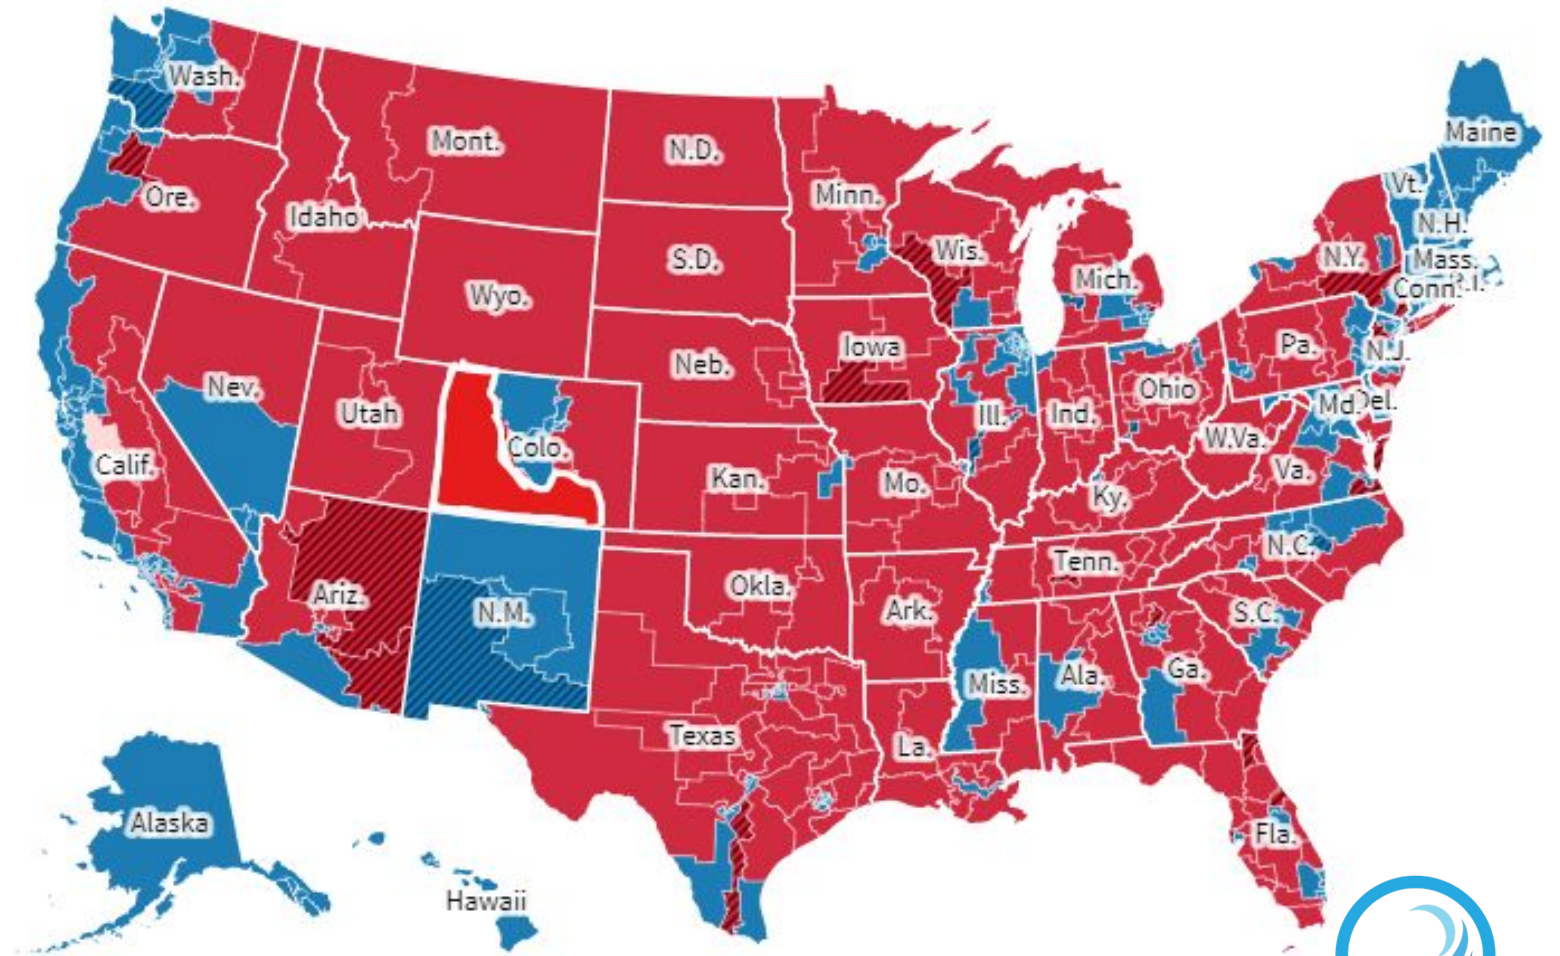 Wash.
Mont.
N.D.
Minn.
Maine
Ore.
Idaho
Vt.
N.H.
S.D.
Wis.
Mich.
N.Y.
Mass.
Conn.
R.I.
Wyo.
Iowa
Pa.
N.J.
Nev.
Utah
Neb.
Ill.
Ind.
Ohio
Md.
Del.
Calif.
Colo.
Kan.
Mo.
Ky.
W.Va.
Va.
Ariz.
N.M.
Okla.
Ark.
Tenn.
N.C.
S.C.
Texas
La.
Miss.
Ala.
Ga.
Fla.
Alaska
Hawaii